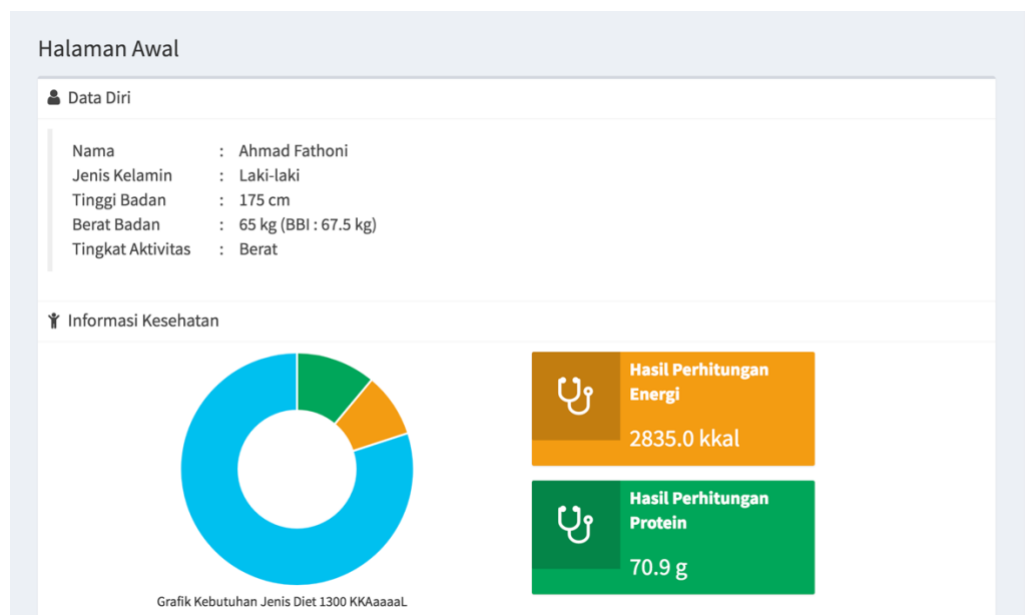 Halaman Awal
Data Diri
Nama : Ahmad Fathoni
Jenis Kelamin : Laki-laki
Tinggi Badan : 175 cm
Berat Badan : 65 kg (BBI : 67.5 kg)
Tingkat Aktivitas : Berat
Informasi Kesehatan
Hasil Perhitungan
Energi
2835.0 kkal
Hasil Perhitungan
Protein
70.9 g
Grafik Kebutuhan Jenis Diet 1300 KKAaaaaL